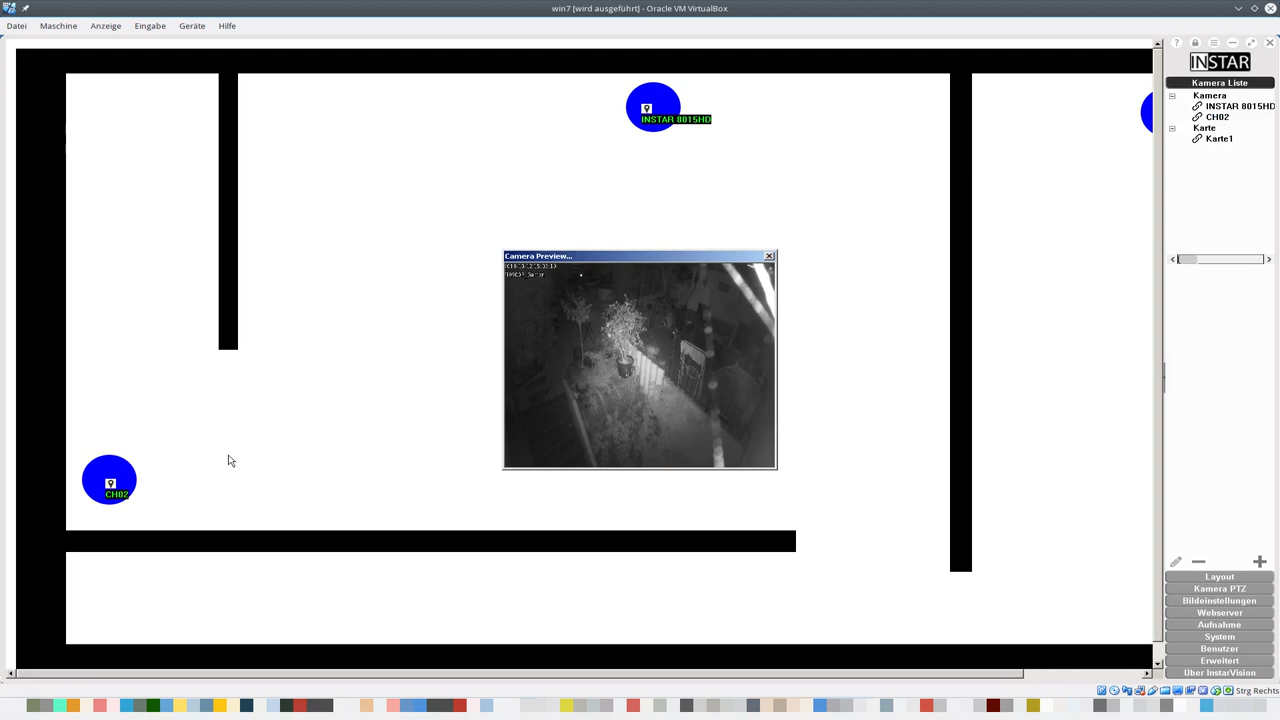 win7 [wird ausgeführt] - Oracle VM VirtualBox
Datei Maschine Anzeige Eingabe Geräte Hilfe
INSTAR
Kamera Liste
Kamera
INSTAR 8015HD
CH02
Karte
Karte1
INSTAR 8015HD
Camera Preview...
CH02
Layout
Kamera PTZ
Bildeinstellungen
Webserver
Aufnahme
System
Benutzer
Erweitert
Über InstarVision
Strg Rechts